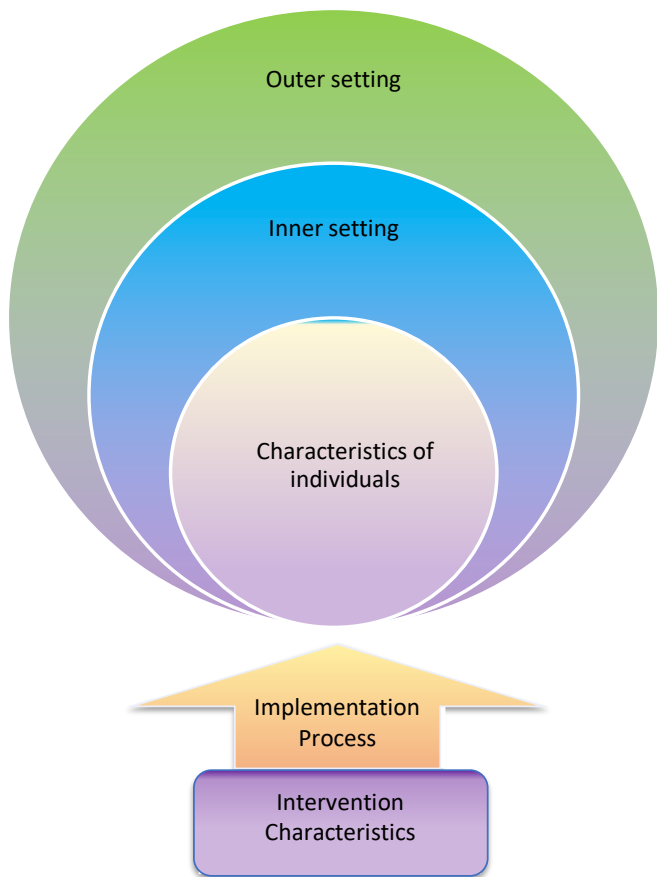 Outer setting
Inner setting
Characteristics of
individuals
Implementation
Process
Intervention
Characteristics